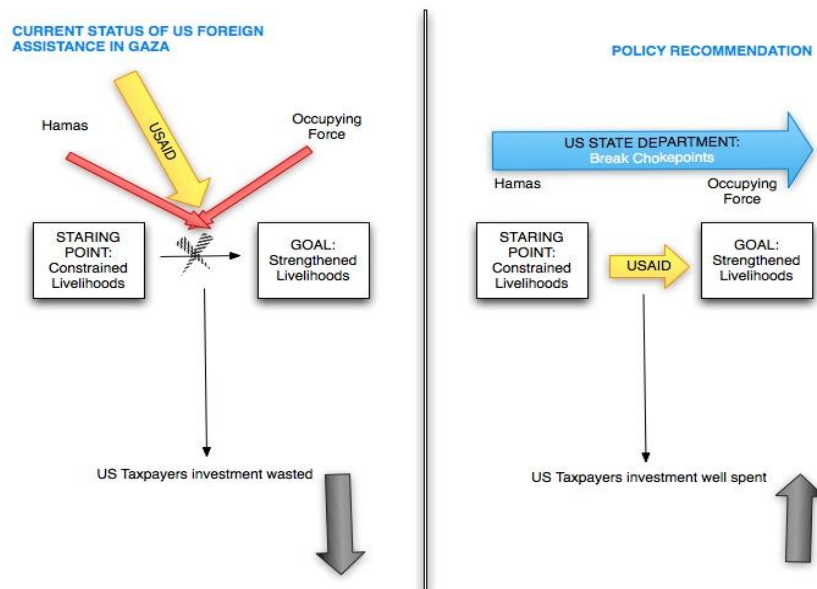 CURRENT STATUS OF US FOREIGN
ASSISTANCE IN GAZA
Hamas
USAID
Occupying
Force
STARING
POINT:
Constrained
Livelihoods
GOAL:
Strengthened
Livelihoods
US Taxpayers investment wasted
POLICY RECOMMENDATION
US STATE DEPARTMENT:
Break Chokepoints
Hamas
Occupying
Force
STARING
POINT:
Constrained
Livelihoods
USAID
GOAL:
Strengthened
Livelihoods
US Taxpayers investment well spent